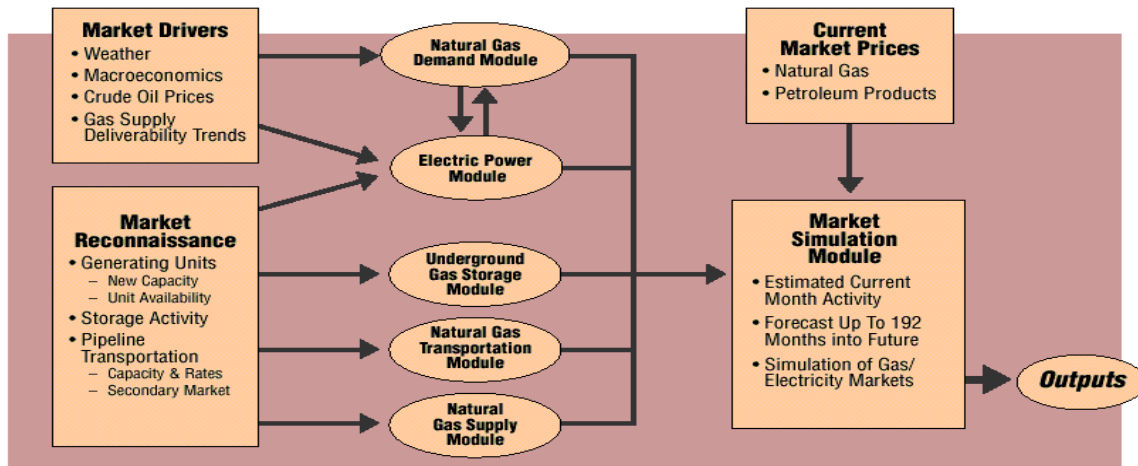 Market Drivers
• Weather
• Macroeconomics
• Crude Oil Prices
• Gas Supply
Deliverability Trends
Market
Reconnaissance
• Generating Units
– New Capacity
– Unit Availability
• Storage Activity
• Pipeline
Transportation
– Capacity & Rates
– Secondary Market
Natural Gas
Demand Module
Electric Power
Module
Underground
Gas Storage
Module
Natural Gas
Transportation
Module
Natural
Gas Supply
Module
Current
Market Prices
• Natural Gas
• Petroleum Products
Market
Simulation
Module
• Estimated Current
Month Activity
• Forecast Up To 192
Months into Future
• Simulation of Gas/
Electricity Markets
Outputs